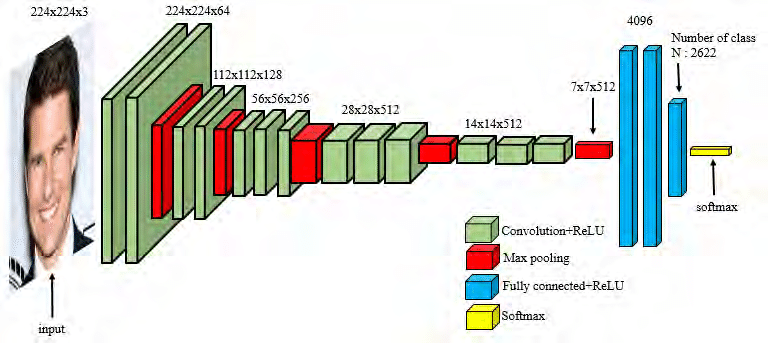 224x224x3
224x224x64
112x112x128
56x56x256
28x28x512
14x14x512
7x7x512
4096
Number of class
N : 2622
softmax
input
Convolution+ReLU
Max pooling
Fully connected+ReLU
Softmax